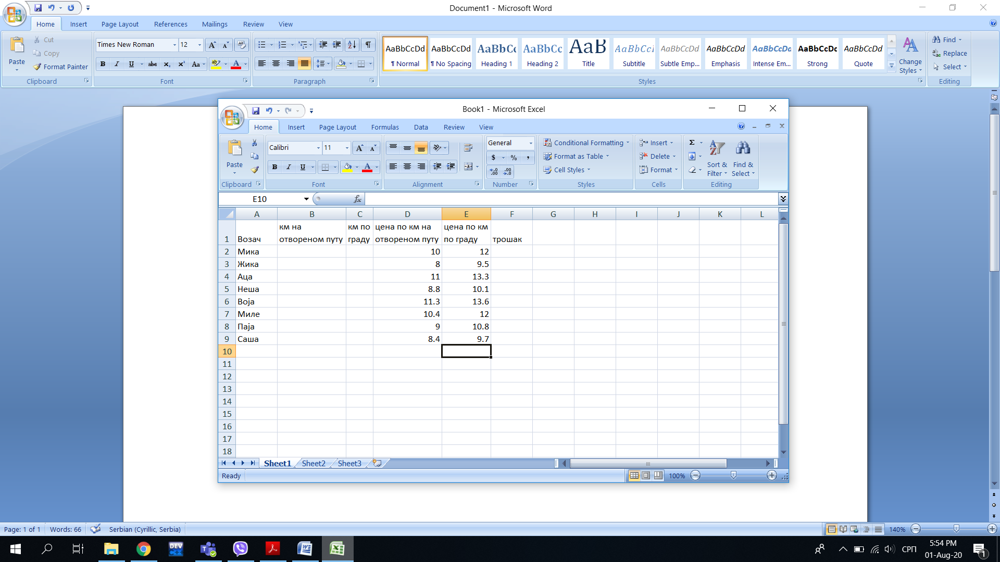 Document1 - Microsoft Word
Home Insert Page Layout References Mailings Review View
Paste
Cut
Copy
Format Painter
Clipboard
Times New Roman 12
Font
Paragraph
AaBbCcDd AaBbCcDd AaBbCc AaBbCc AaB AaBbCcI AaBbCcDd AaBbCcDd AaBbCcDd AaBbCcDd AaBbCcDd
¶ Normal ¶ No Spacing Heading 1 Heading 2 Title Subtitle Subtle Emp... Emphasis Intense Em... Strong Quote
Styles
Change Styles
Find
Replace
Select
Editing
Book1 - Microsoft Excel
Home Insert Page Layout Formulas Data Review View
Paste
Clipboard
Calibri 11
Font
Alignment
General
$ % ,
Number
Conditional Formatting
Format as Table
Cell Styles
Styles
Insert
Delete
Format
Cells
Sort & Filter
Find & Select
Editing
E10 fx
A B C D E F G H I J K L
1 Возач км на отвореном путу км по граду цена по км на отвореном путу цена по км по граду трошак
2 Мика 10 12
3 Жика 8 9.5
4 Аца 11 13.3
5 Неша 8.8 10.1
6 Воја 11.3 13.6
7 Миле 10.4 12
8 Паја 9 10.8
9 Саша 8.4 9.7
10
11
12
13
14
15
16
17
18
Sheet1 Sheet2 Sheet3
Ready 100%
Page: 1 of 1 Words: 66 Serbian (Cyrillic, Serbia) 140%
DEV
СРП
5:54 PM
01-Aug-20
1